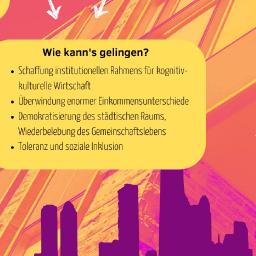 Wie kann's gelingen?
• Schaffung institutionellen Rahmens für kognitiv-
kulturelle Wirtschaft
• Überwindung enormer Einkommensunterschiede
• Demokratisierung des städtischen Raums,
Wiederbelebung des Gemeinschaftslebens
• Toleranz und soziale Inklusion